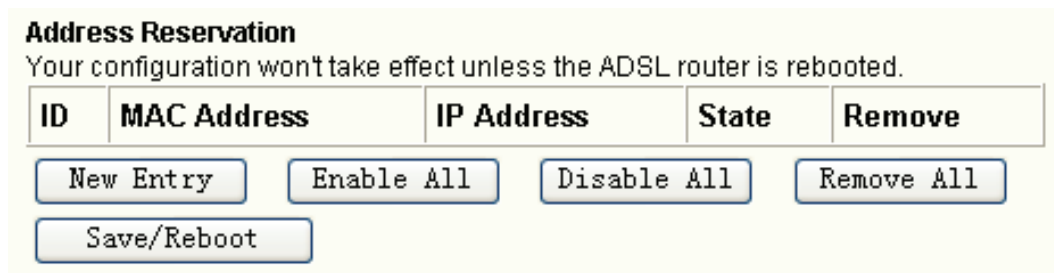 Address Reservation
Your configuration won't take effect unless the ADSL router is rebooted.
ID MAC Address IP Address State Remove
New Entry Enable All Disable All Remove All
Save/Reboot